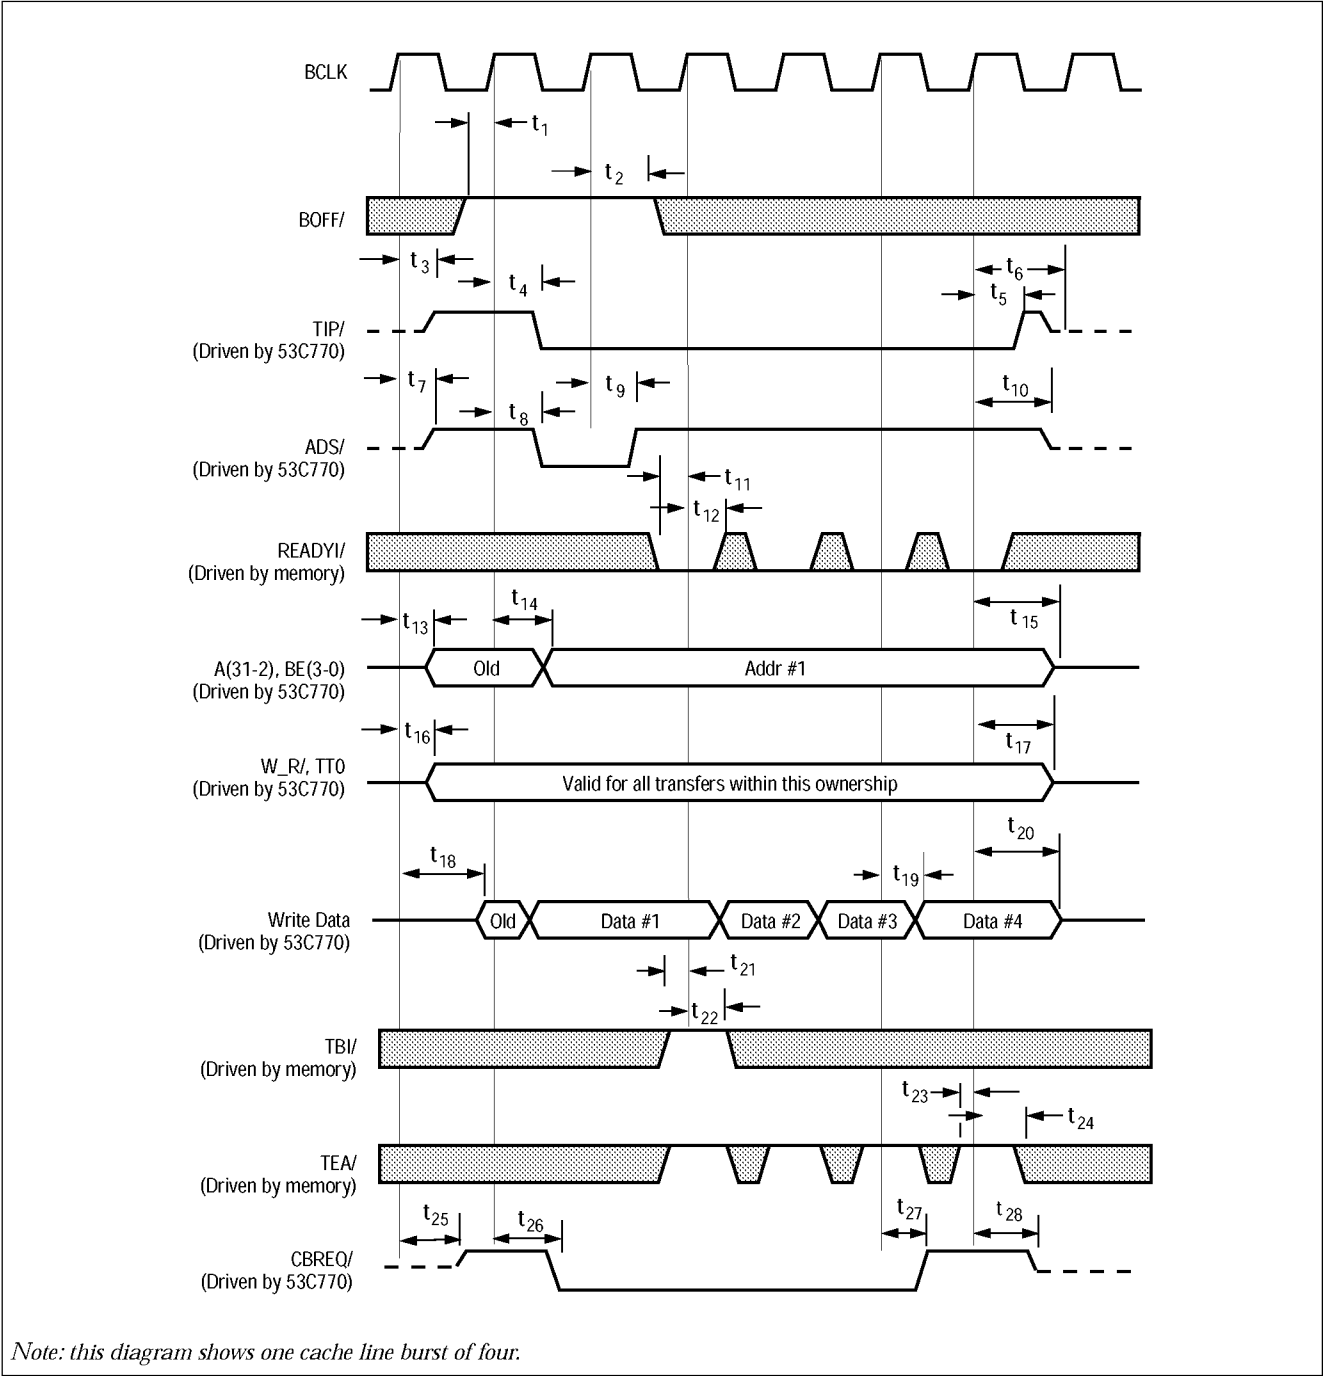 BCLK
t1
t2
BOFF/
t3
t4
t6
t5
TIP/
(Driven by 53C770)
t7
t9
t10
t8
ADS/
(Driven by 53C770)
t11
t12
READYI/
(Driven by memory)
t14
t13
t15
A(31-2), BE(3-0)
(Driven by 53C770)
Old
Addr #1
t16
t17
W_R/, TT0
(Driven by 53C770)
Valid for all transfers within this ownership
t20
t18
t19
Write Data
(Driven by 53C770)
Old
Data #1
Data #2
Data #3
Data #4
t21
t22
TBI/
(Driven by memory)
t23
t24
TEA/
(Driven by memory)
t25
t26
t27
t28
CBREQ/
(Driven by 53C770)
Note: this diagram shows one cache line burst of four.